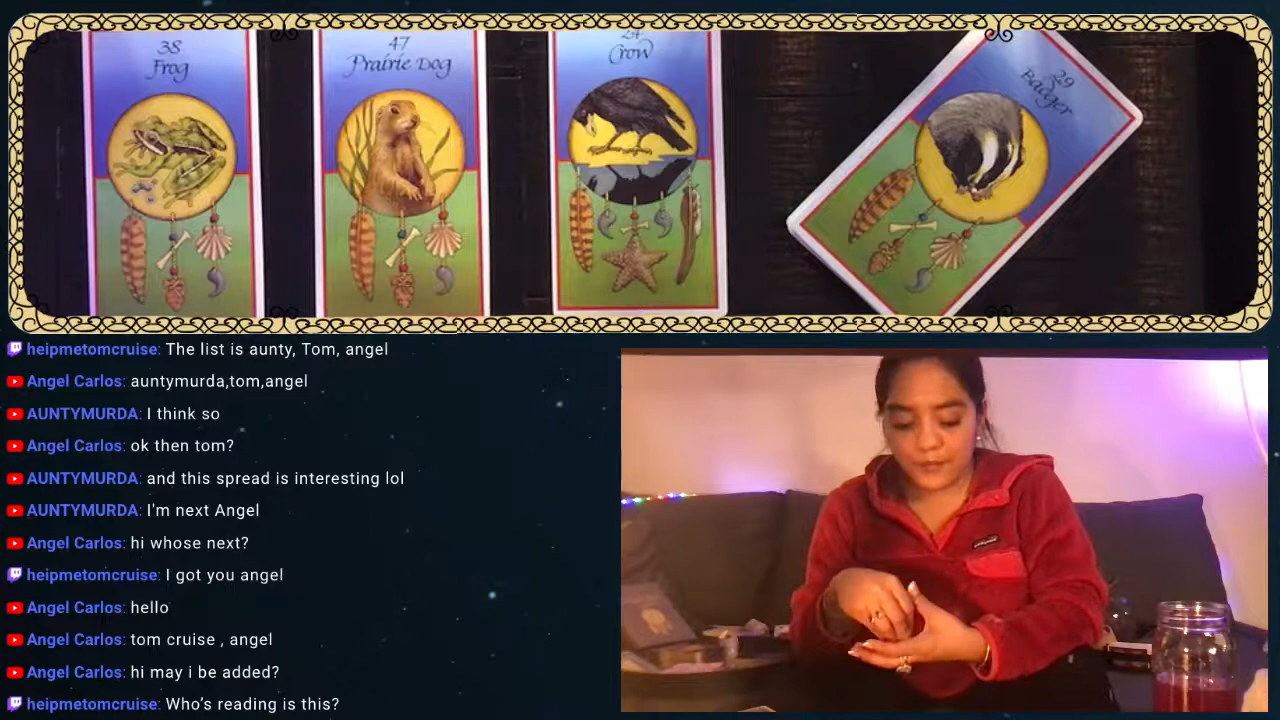 38
Frog
47
Prairie Dog
24
Crow
29
Badger
heipmetomcruise: The list is aunty, Tom, angel
Angel Carlos: auntymurda,tom,angel
AUNTYMURDA: I think so
Angel Carlos: ok then tom?
AUNTYMURDA: and this spread is interesting lol
AUNTYMURDA: I'm next Angel
Angel Carlos: hi whose next?
heipmetomcruise: I got you angel
Angel Carlos: hello
Angel Carlos: tom cruise , angel
Angel Carlos: hi may i be added?
heipmetomcruise: Who's reading is this?